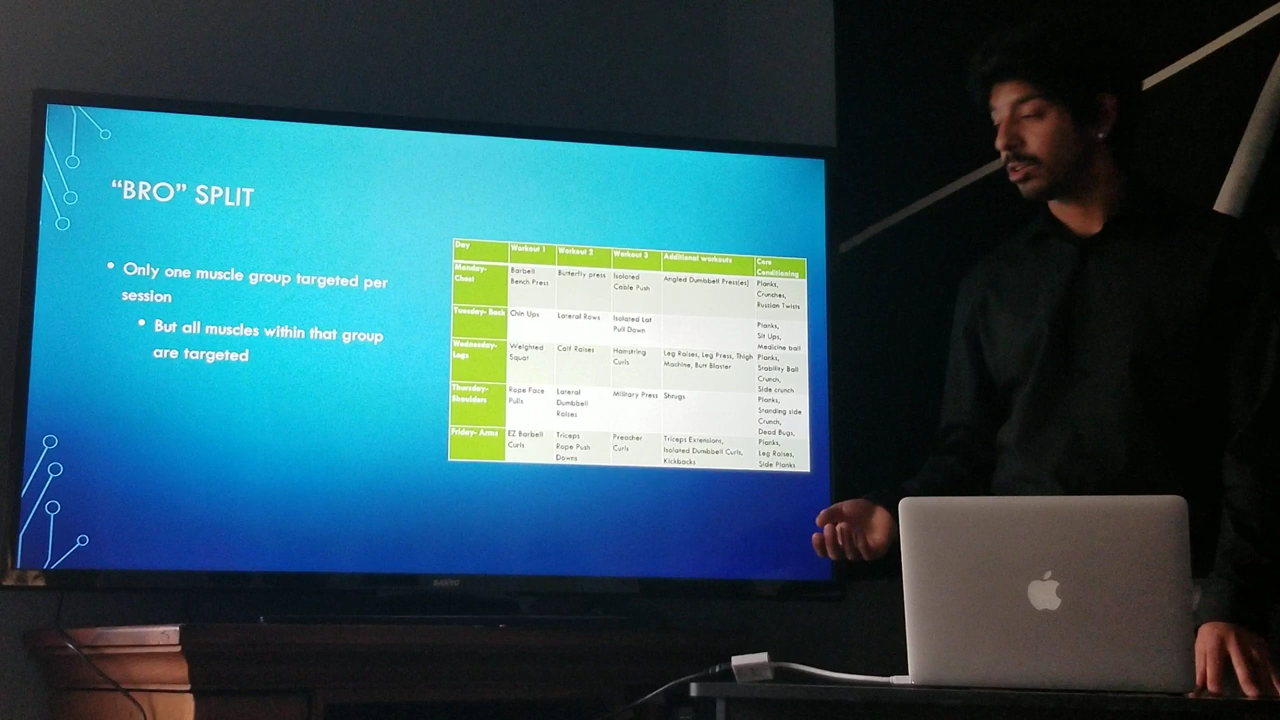 "BRO" SPLIT
• Only one muscle group targeted per
session
• But all muscles within that group
are targeted
Day Workout 1 Workout 2 Workout 3 Additional workouts Core
Conditioning
Monday- Barbell Butterfly press Isolated Angled Dumbbell Press(es) Planks,
Chest Bench Press Cable Push Crunches,
Russian Twists
Tuesday- Back Chin Ups Lateral Rows Isolated Lat Planks,
Pull Down Sit Ups,
Medicine ball
Wednesday- Weighted Calf Raises Hamstring Leg Raises, Leg Press, Thigh Planks,
Legs Squat Curls Machine, Butt Blaster Stability Ball
Crunch,
Side crunch
Thursday- Rope Face Lateral Military Press Shrugs Planks,
Shoulders Pulls Dumbbell Standing side
Raises Crunch,
Dead Bugs,
Friday- Arms EZ Barbell Triceps Preacher Triceps Extensions, Planks,
Curls Rope Push Curls Isolated Dumbbell Curls, Leg Raises,
Downs Kickbacks Side Planks
SANYO